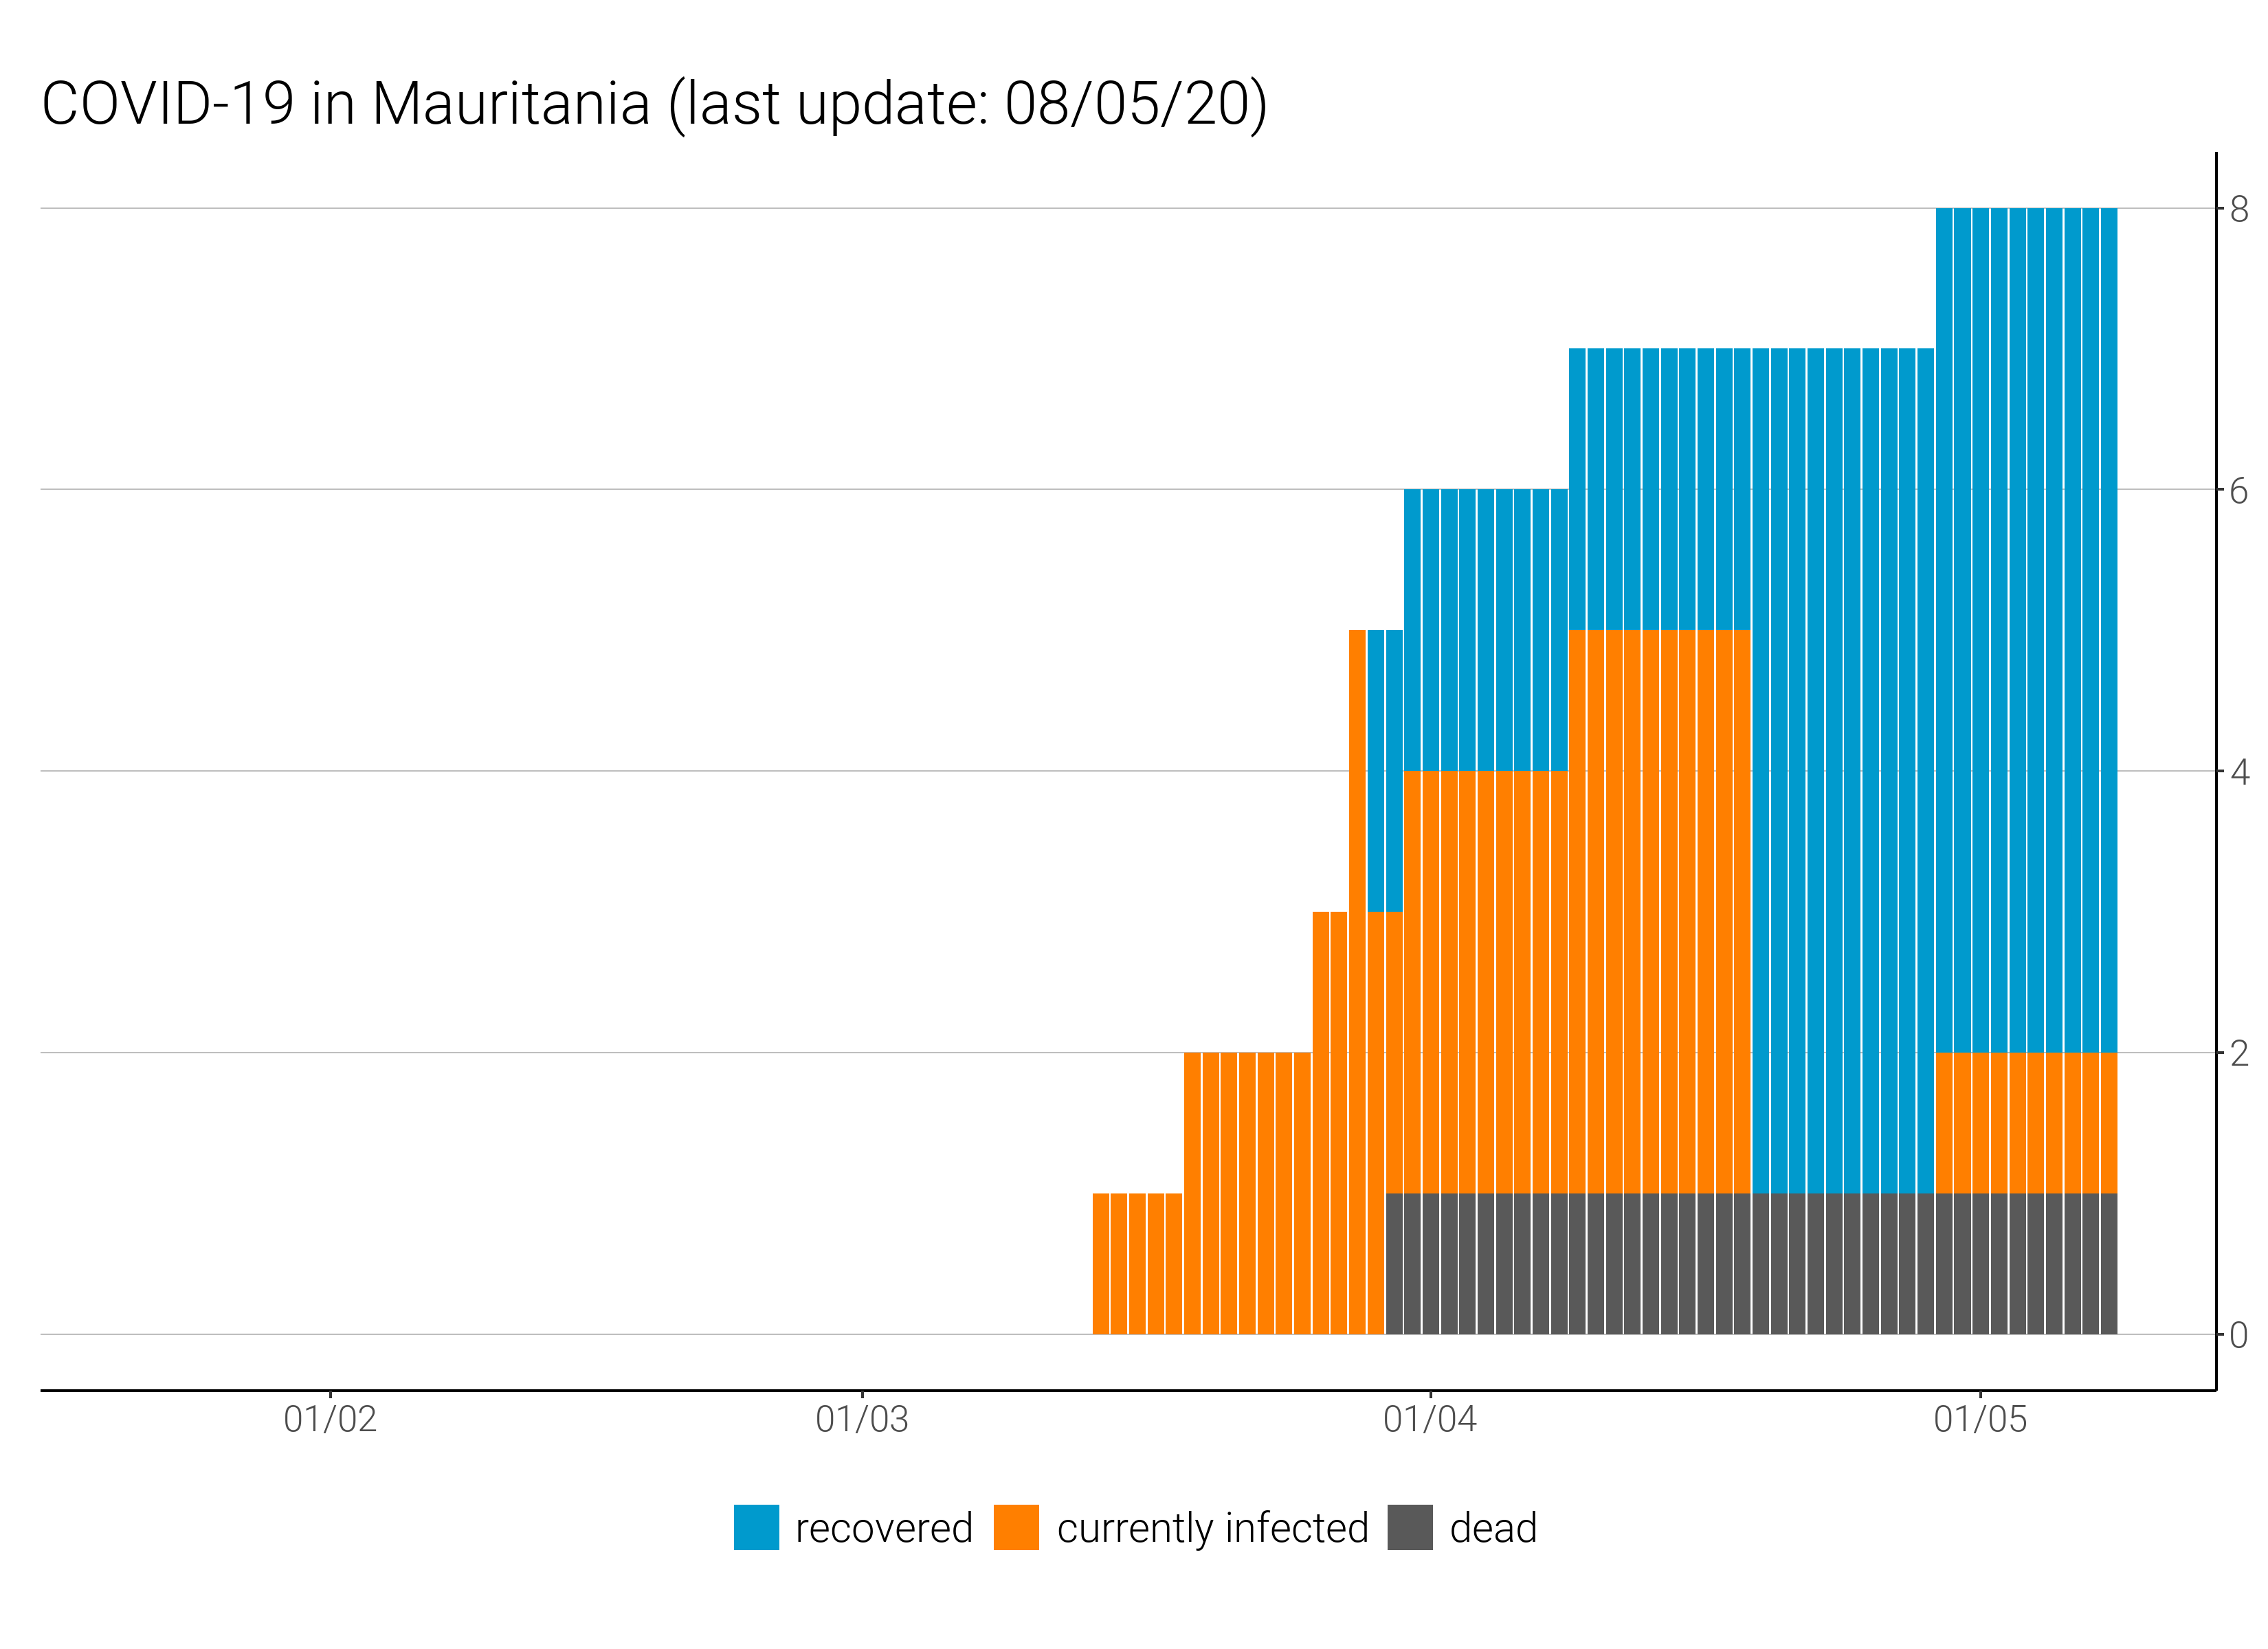 COVID-19 in Mauritania (last update: 08/05/20)
8
6
4
2
0
01/02 01/03 01/04 01/05
recovered currently infected dead